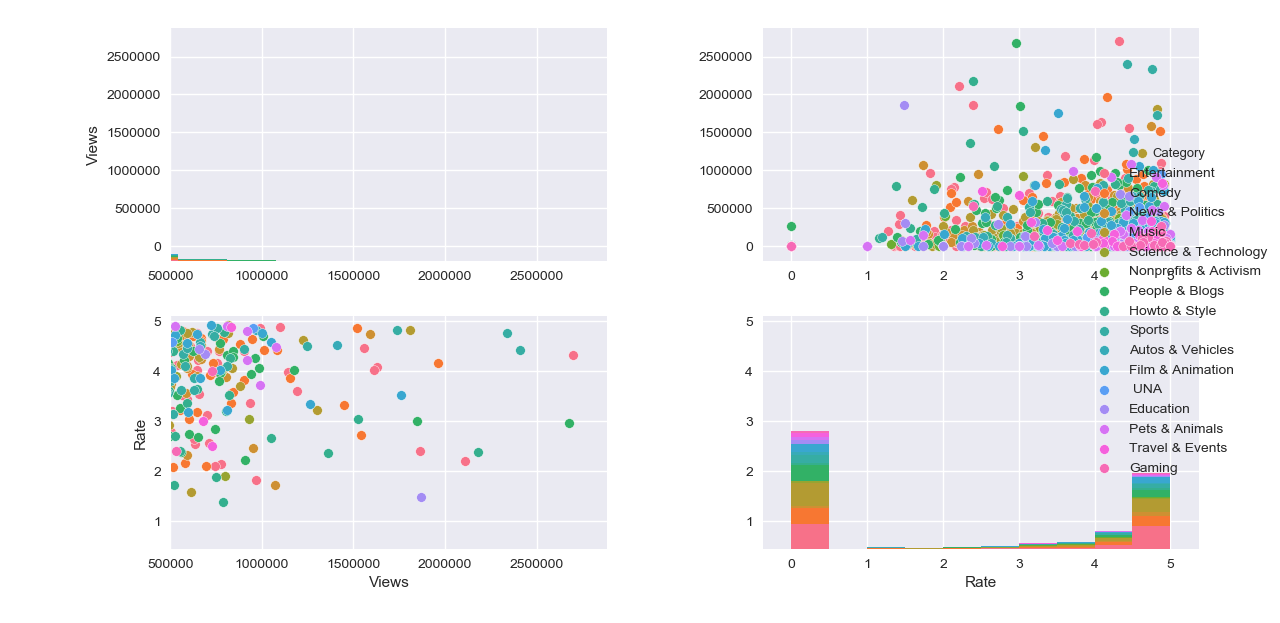 2500000
2000000
1500000
1000000
500000
0
Views
500000 1000000 1500000 2000000 2500000
2500000
2000000
1500000
1000000
500000
0
0 1 2 3 4 5
Category
Entertainment
Comedy
News & Politics
Music
Science & Technology
Nonprofits & Activism
People & Blogs
Howto & Style
Sports
Autos & Vehicles
Film & Animation
UNA
Education
Pets & Animals
Travel & Events
Gaming
5
4
3
2
1
Rate
500000 1000000 1500000 2000000 2500000
Views
5
4
3
2
1
0 1 2 3 4 5
Rate